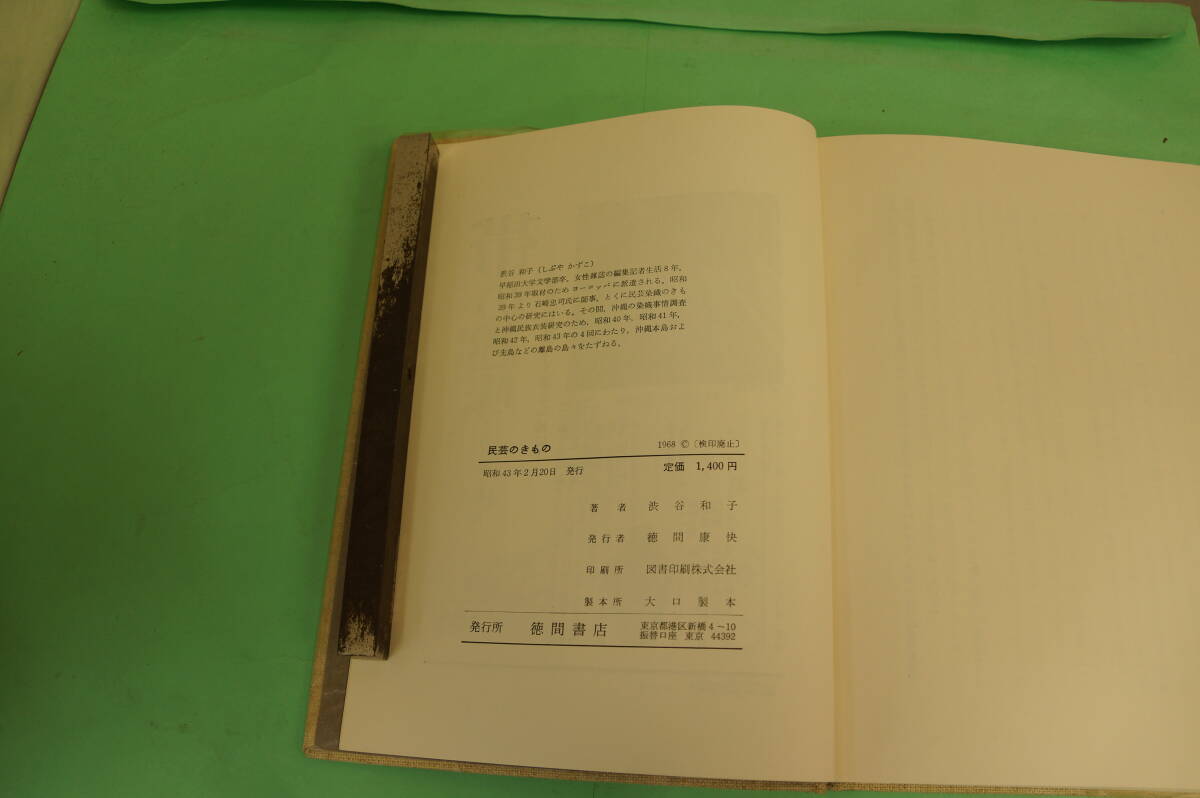 渋谷 和子(しぶや かずこ)
早稲田大学文学部卒。女性雑誌の編集記者生活8年。
昭和39年取材のためヨーロッパに派遣される。昭和
39年より石崎忠司氏に師事。とくに民芸染織のきも
の中心の研究にはいる。その間、沖縄の染織事情調査
と沖縄民族衣装研究のため、昭和40年、昭和41年、
昭和42年、昭和43年の4回にわたり、沖縄本島およ
び主島などの離島の島々をたずねる。
民芸のきもの 1968 ©〔検印廃止〕
昭和43年2月20日 発行 定価 1,400円
著者 渋谷和子
発行者 徳間康快
印刷所 図書印刷株式会社
製本所 大口製本
発行所 徳間書店 東京都港区新橋4~10
振替口座 東京 44392